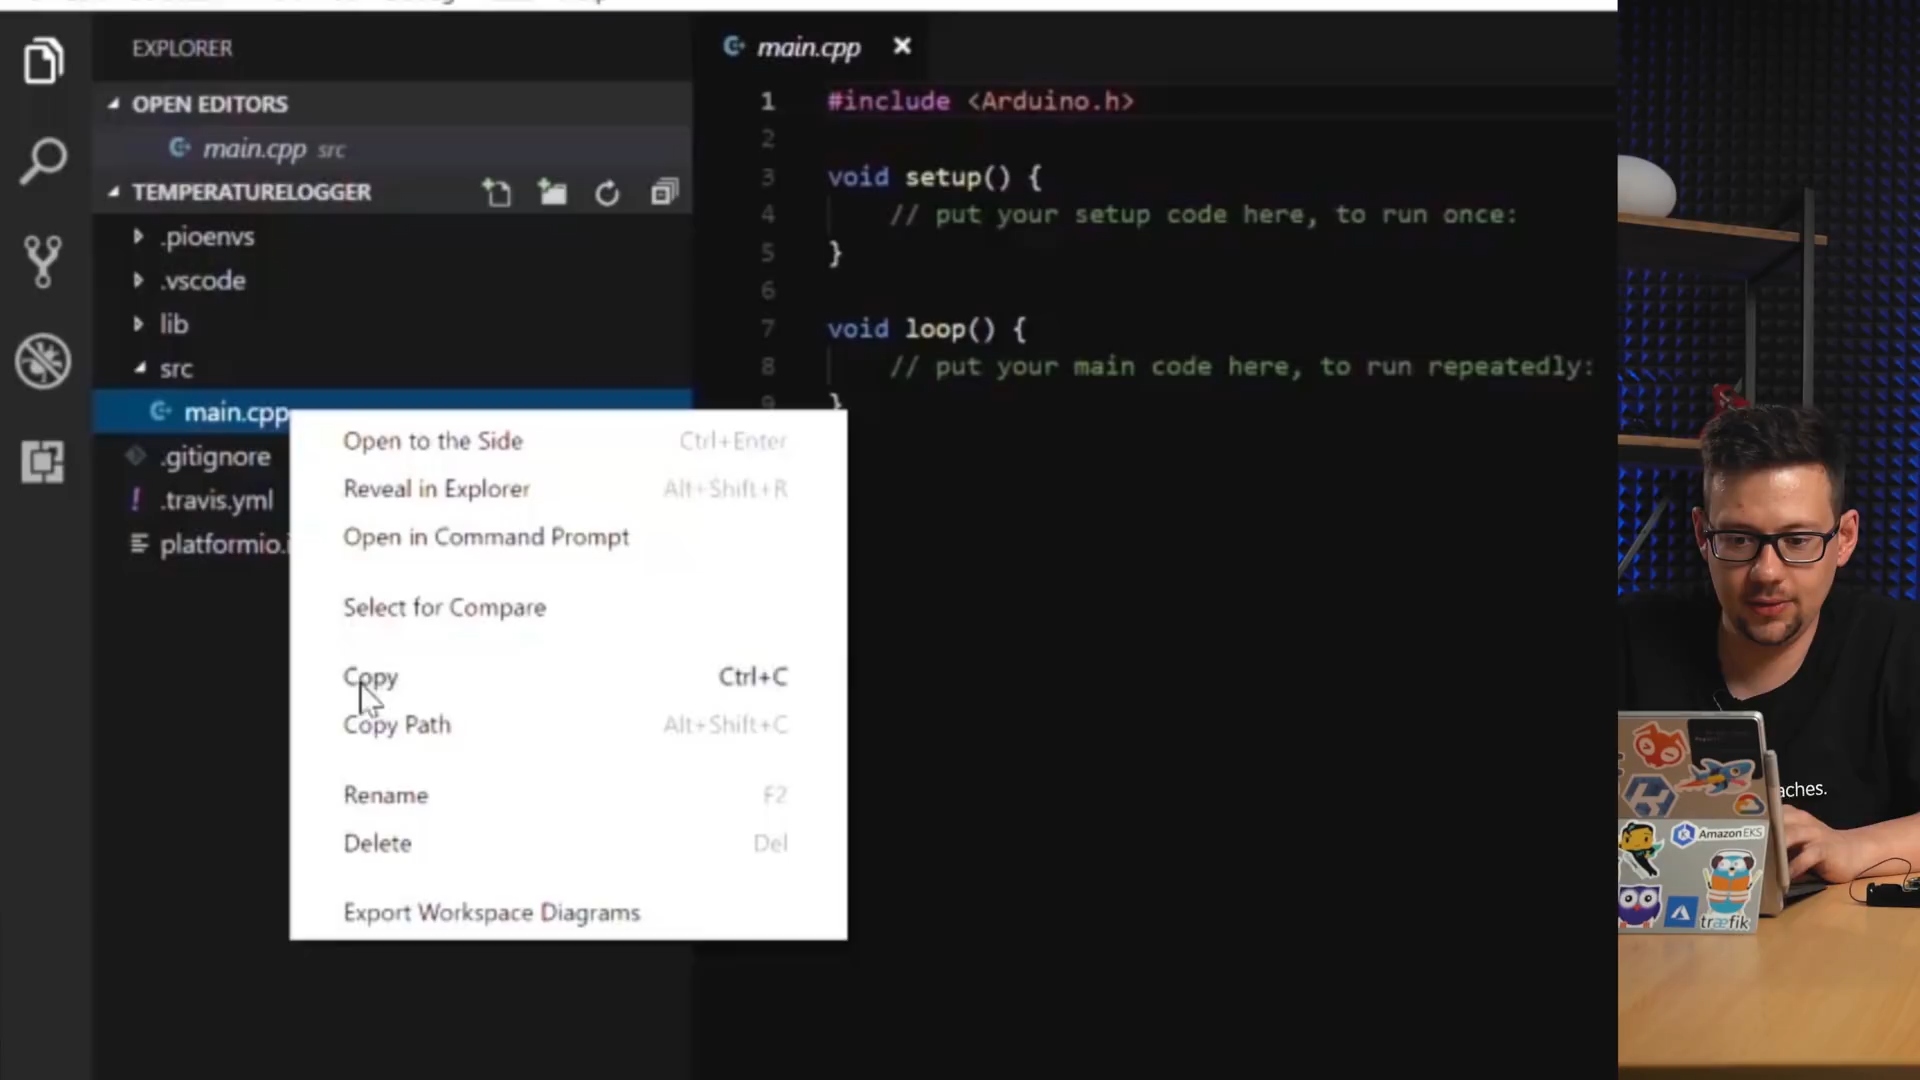 EXPLORER
OPEN EDITORS
main.cpp src
TEMPERATURELOGGER
.pioenvs
.vscode
lib
src
main.cpp
.gitignore
.travis.yml
platformio.i
main.cpp
1 #include <Arduino.h>
2
3 void setup() {
4 // put your setup code here, to run once:
5 }
6
7 void loop() {
8 // put your main code here, to run repeatedly:
9 }
Open to the Side Ctrl+Enter
Reveal in Explorer Alt+Shift+R
Open in Command Prompt
Select for Compare
Copy Ctrl+C
Copy Path Alt+Shift+C
Rename F2
Delete Del
Export Workspace Diagrams
aches.
Amazon EKS
træfik